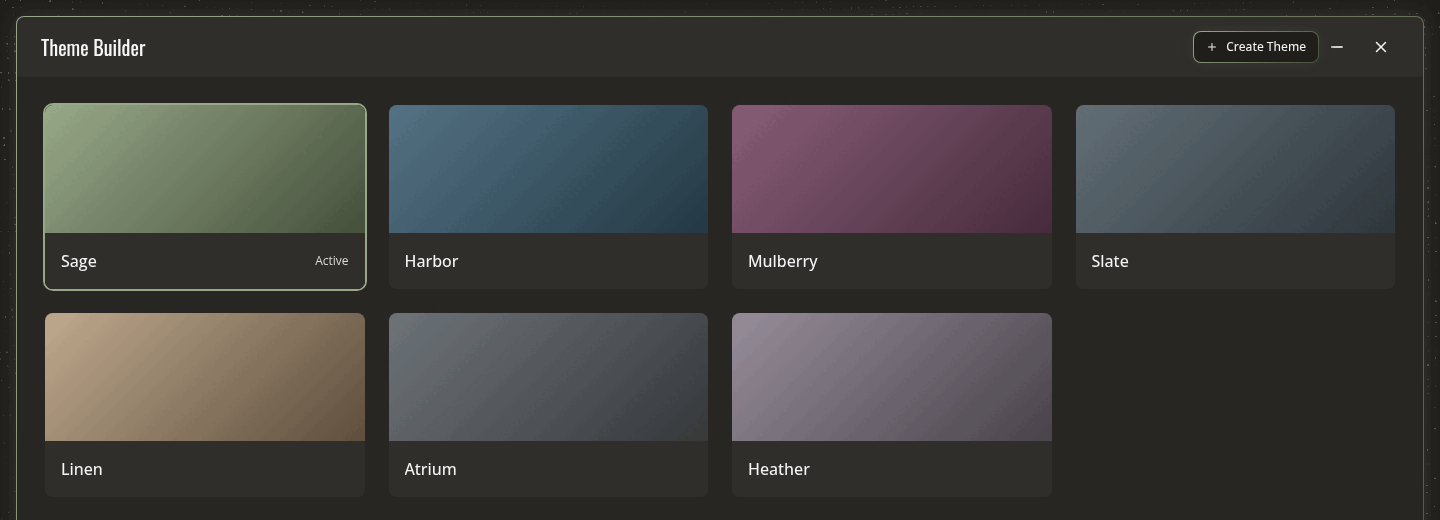 Theme Builder
Create Theme
Sage
Active
Harbor
Mulberry
Slate
Linen
Atrium
Heather